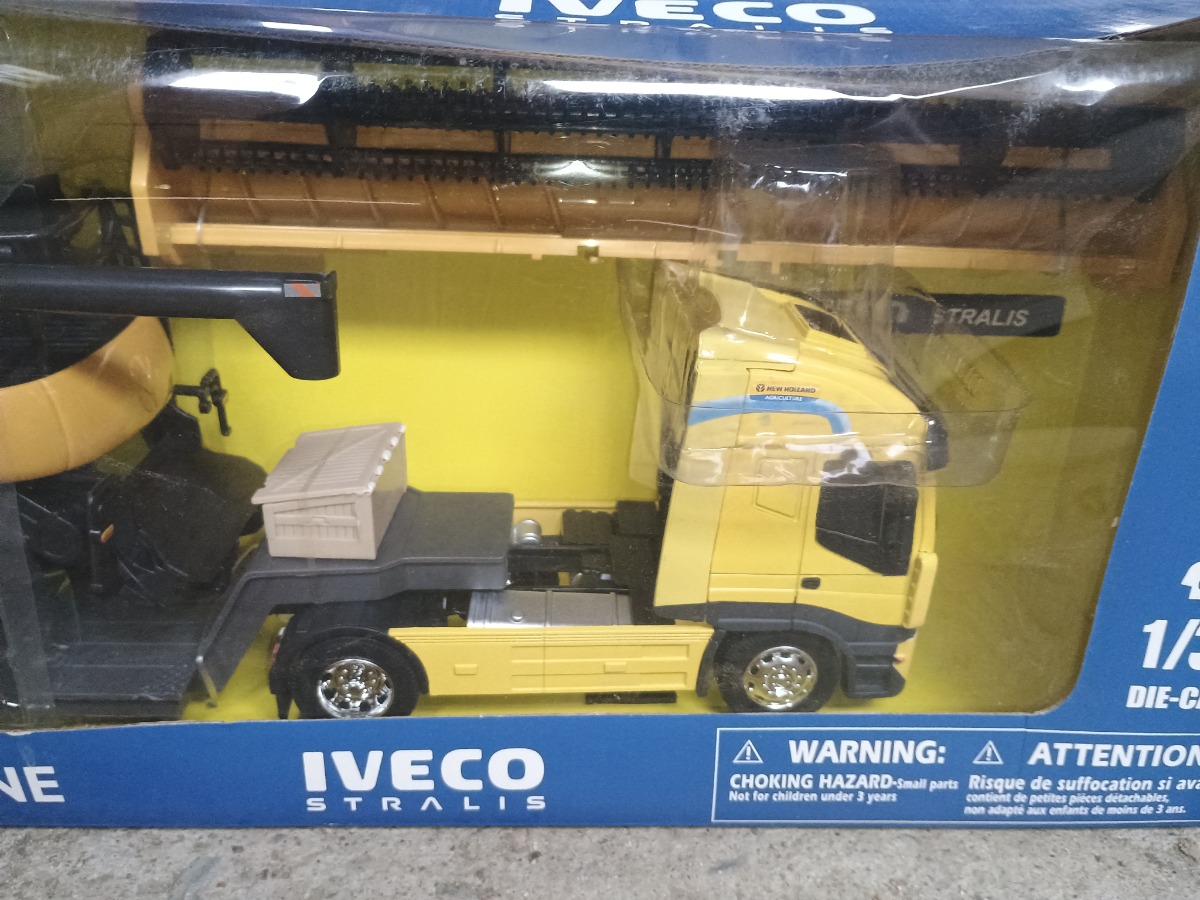 IVECO
STRALIS
STRALIS
NEW HOLLAND
AGRICULTURE
1/3
DIE-C
NE
IVECO
STRALIS
WARNING:
CHOKING HAZARD-Small parts
Not for children under 3 years
ATTENTION
Risque de suffocation si ava
contient de petites pièces détachables,
non adapté aux enfants de moins de 3 ans.